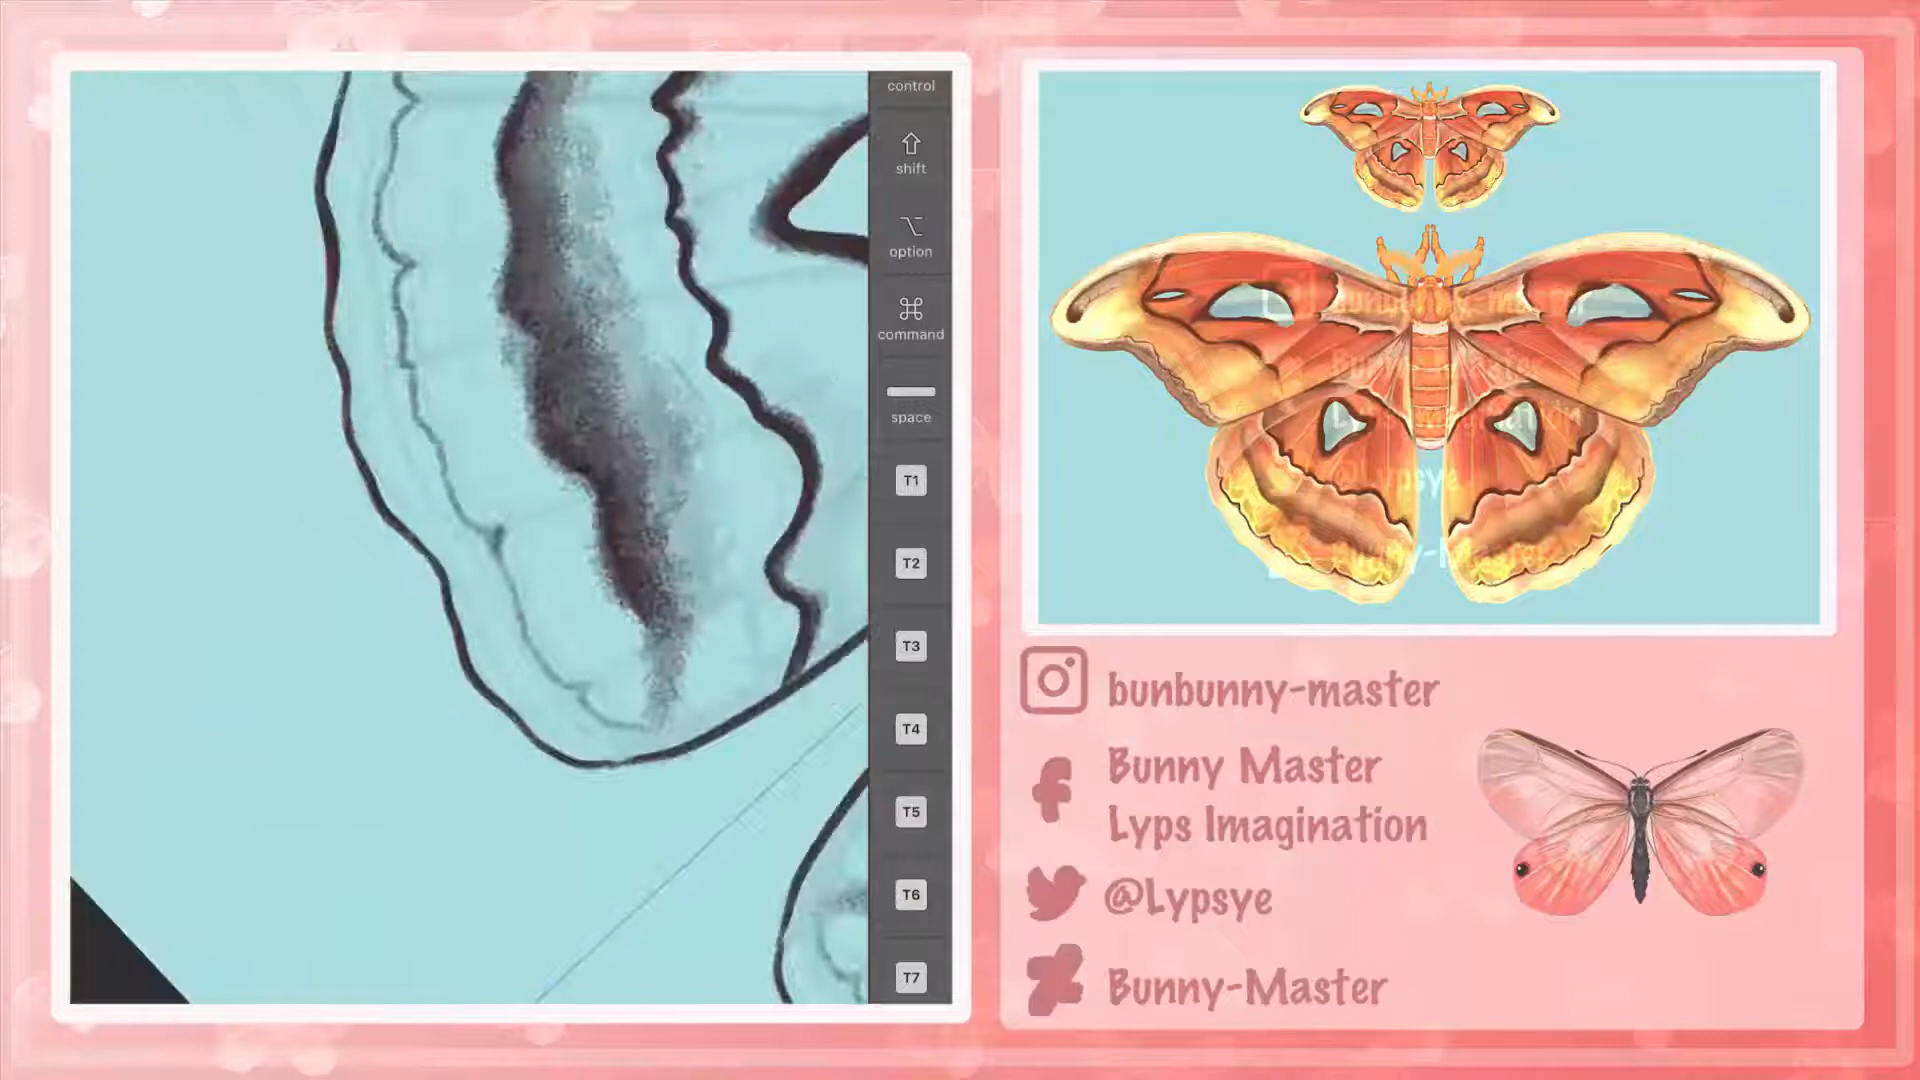 control
shift
option
command
space
T1
T2
T3
T4
T5
T6
T7
@Lypsye
bunbunny-master
Bunny Master
Lyps Imagination
@Lypsye
Bunny-Master